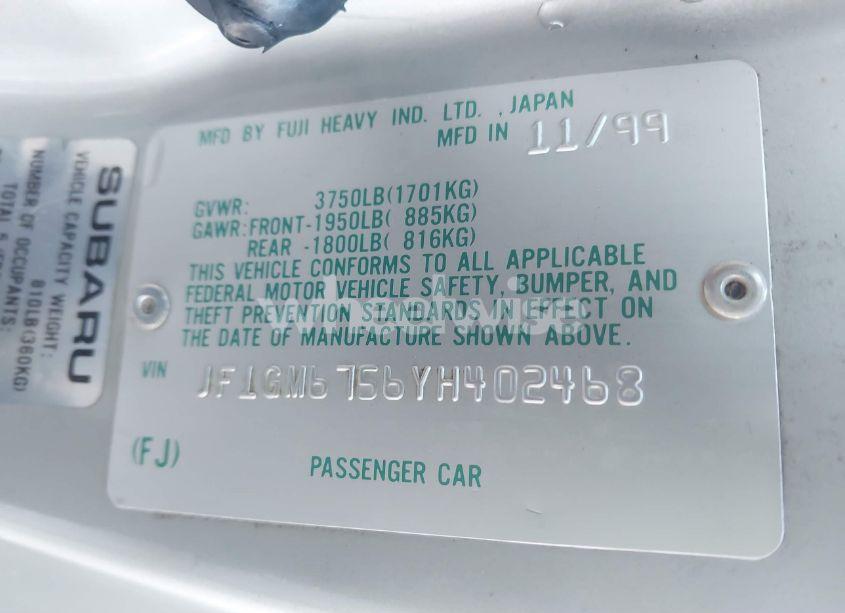 MFD BY FUJI HEAVY IND. LTD. , JAPAN
MFD IN 11/99
GVWR: 3750LB(1701KG)
GAWR:FRONT-1950LB( 885KG)
REAR -1800LB( 816KG)
THIS VEHICLE CONFORMS TO ALL APPLICABLE
FEDERAL MOTOR VEHICLE SAFETY, BUMPER, AND
THEFT PREVENTION STANDARDS IN EFFECT ON
THE DATE OF MANUFACTURE SHOWN ABOVE.
VIN JF1GM6756YH402468
(FJ) PASSENGER CAR
SUBARU
VEHICLE CAPACITY WEIGHT:
810LB(360KG)
NUMBER OF OCCUPANTS:
TOTAL 5